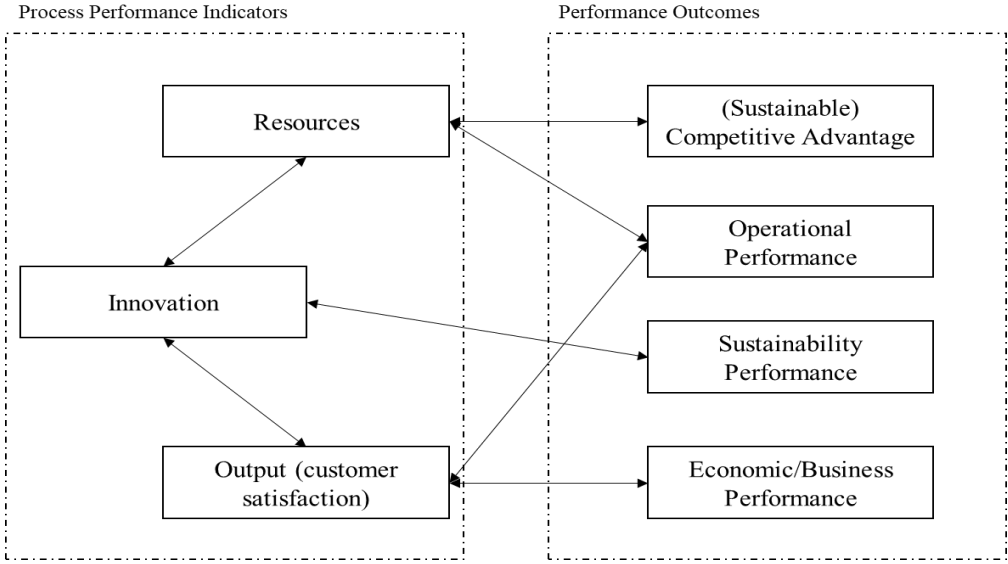 Process Performance Indicators
Performance Outcomes
Resources
(Sustainable)
Competitive Advantage
Operational
Performance
Innovation
Sustainability
Performance
Output (customer
satisfaction)
Economic/Business
Performance